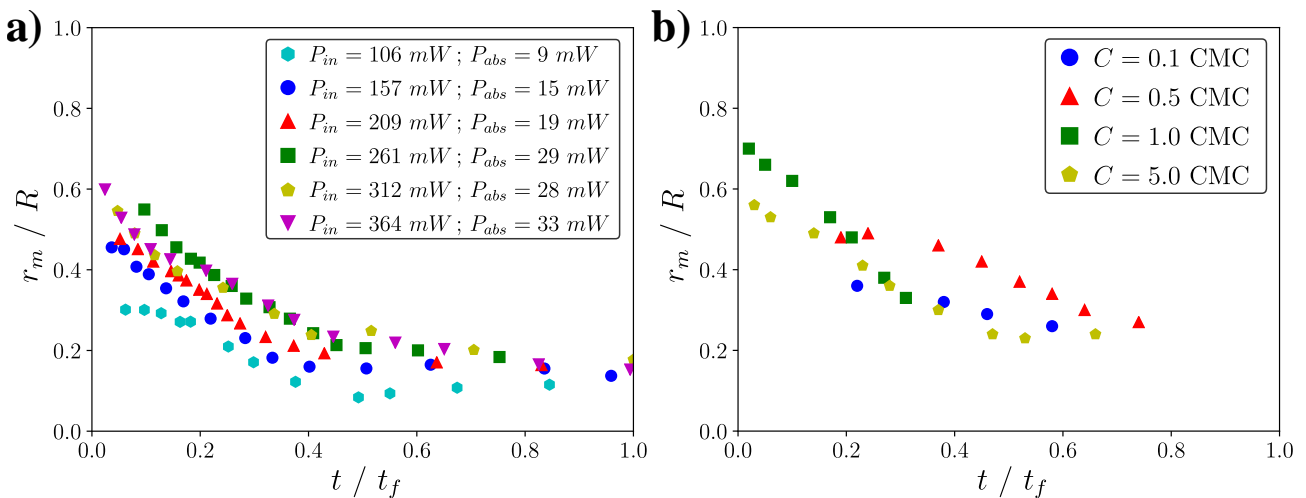 a)
1.0
0.8
0.6
0.4
0.2
0.0
r_m / R
P_in = 106 mW ; P_abs = 9 mW
P_in = 157 mW ; P_abs = 15 mW
P_in = 209 mW ; P_abs = 19 mW
P_in = 261 mW ; P_abs = 29 mW
P_in = 312 mW ; P_abs = 28 mW
P_in = 364 mW ; P_abs = 33 mW
0.0 0.2 0.4 0.6 0.8 1.0
t / t_f
b)
1.0
0.8
0.6
0.4
0.2
0.0
r_m / R
C = 0.1 CMC
C = 0.5 CMC
C = 1.0 CMC
C = 5.0 CMC
0.0 0.2 0.4 0.6 0.8 1.0
t / t_f